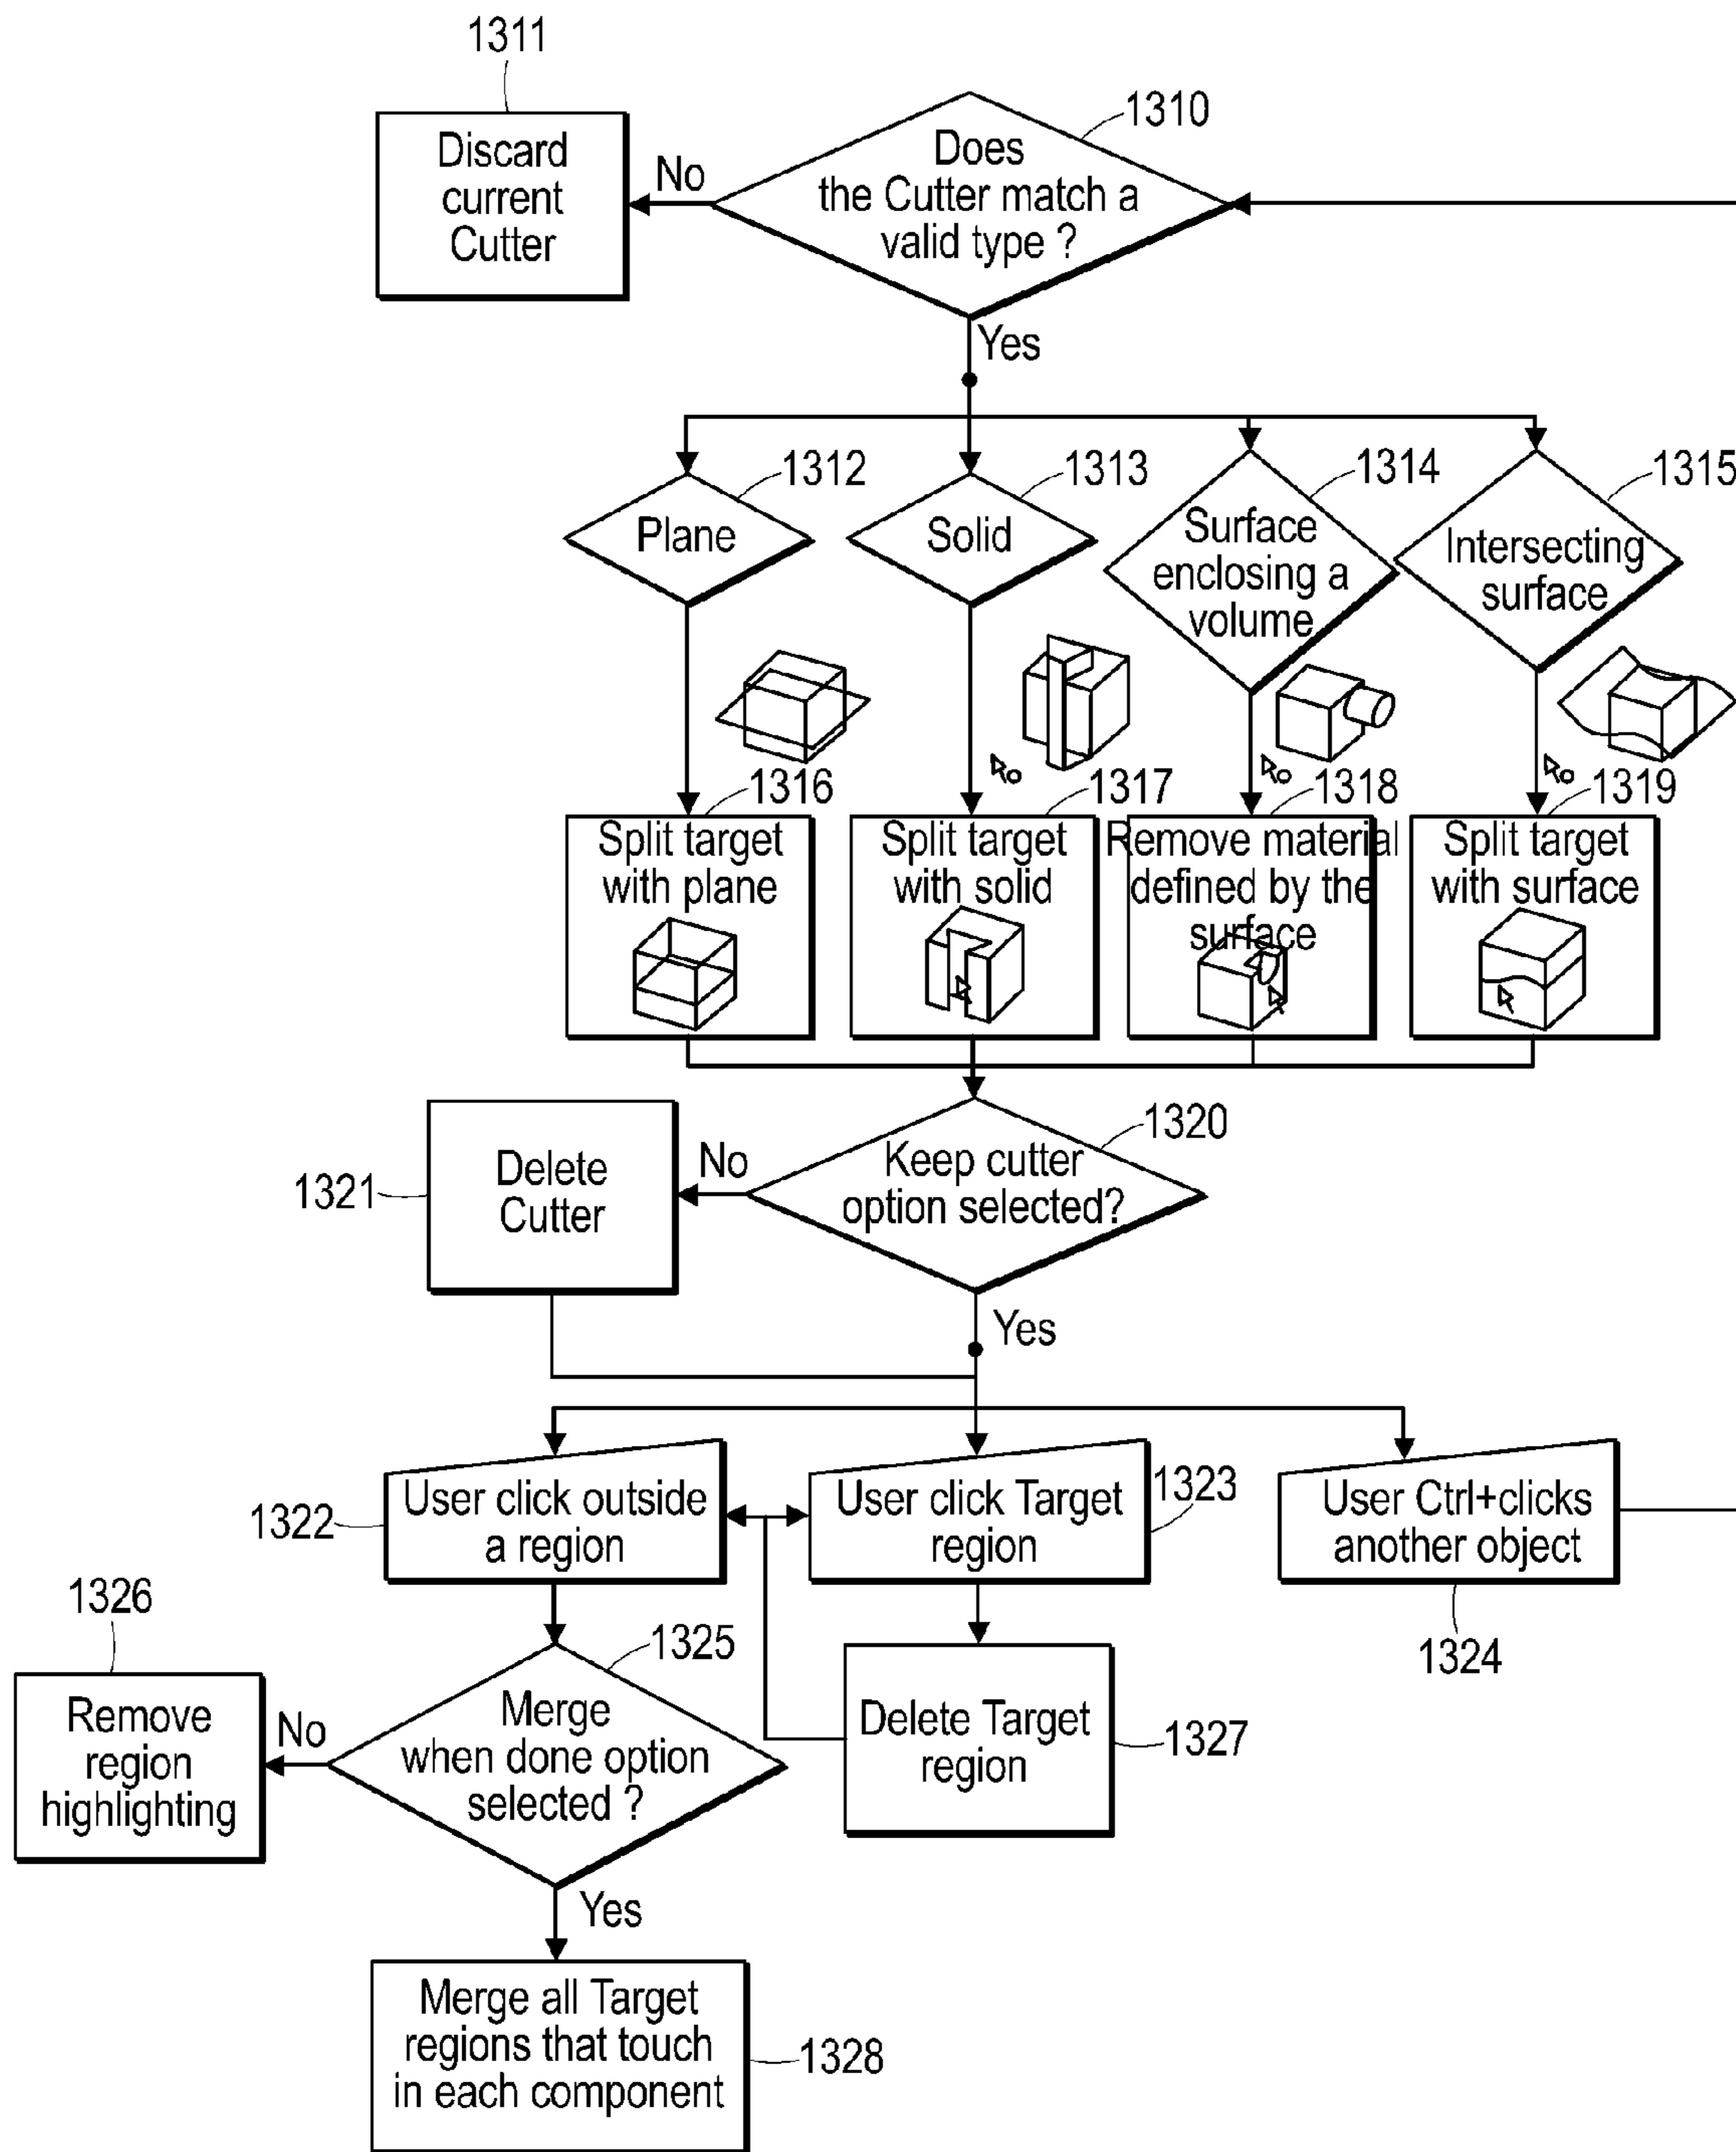 1311
1310
Discard
current
Cutter
No
Does
the Cutter match a
valid type ?
Yes
1312
1313
1314
1315
Plane
Solid
Surface
enclosing a
volume
Intersecting
surface
1316
1317
1318
1319
Split target
with plane
Split target
with solid
Remove material
defined by the
surface
Split target
with surface
1320
Keep cutter
option selected?
No
Delete
Cutter
1321
Yes
User click outside
a region
1322
User click Target
region
1323
User Ctrl+clicks
another object
1324
1326
1325
Remove
region
highlighting
No
Merge
when done option
selected ?
Delete Target
region
1327
Yes
Merge all Target
regions that touch
in each component
1328